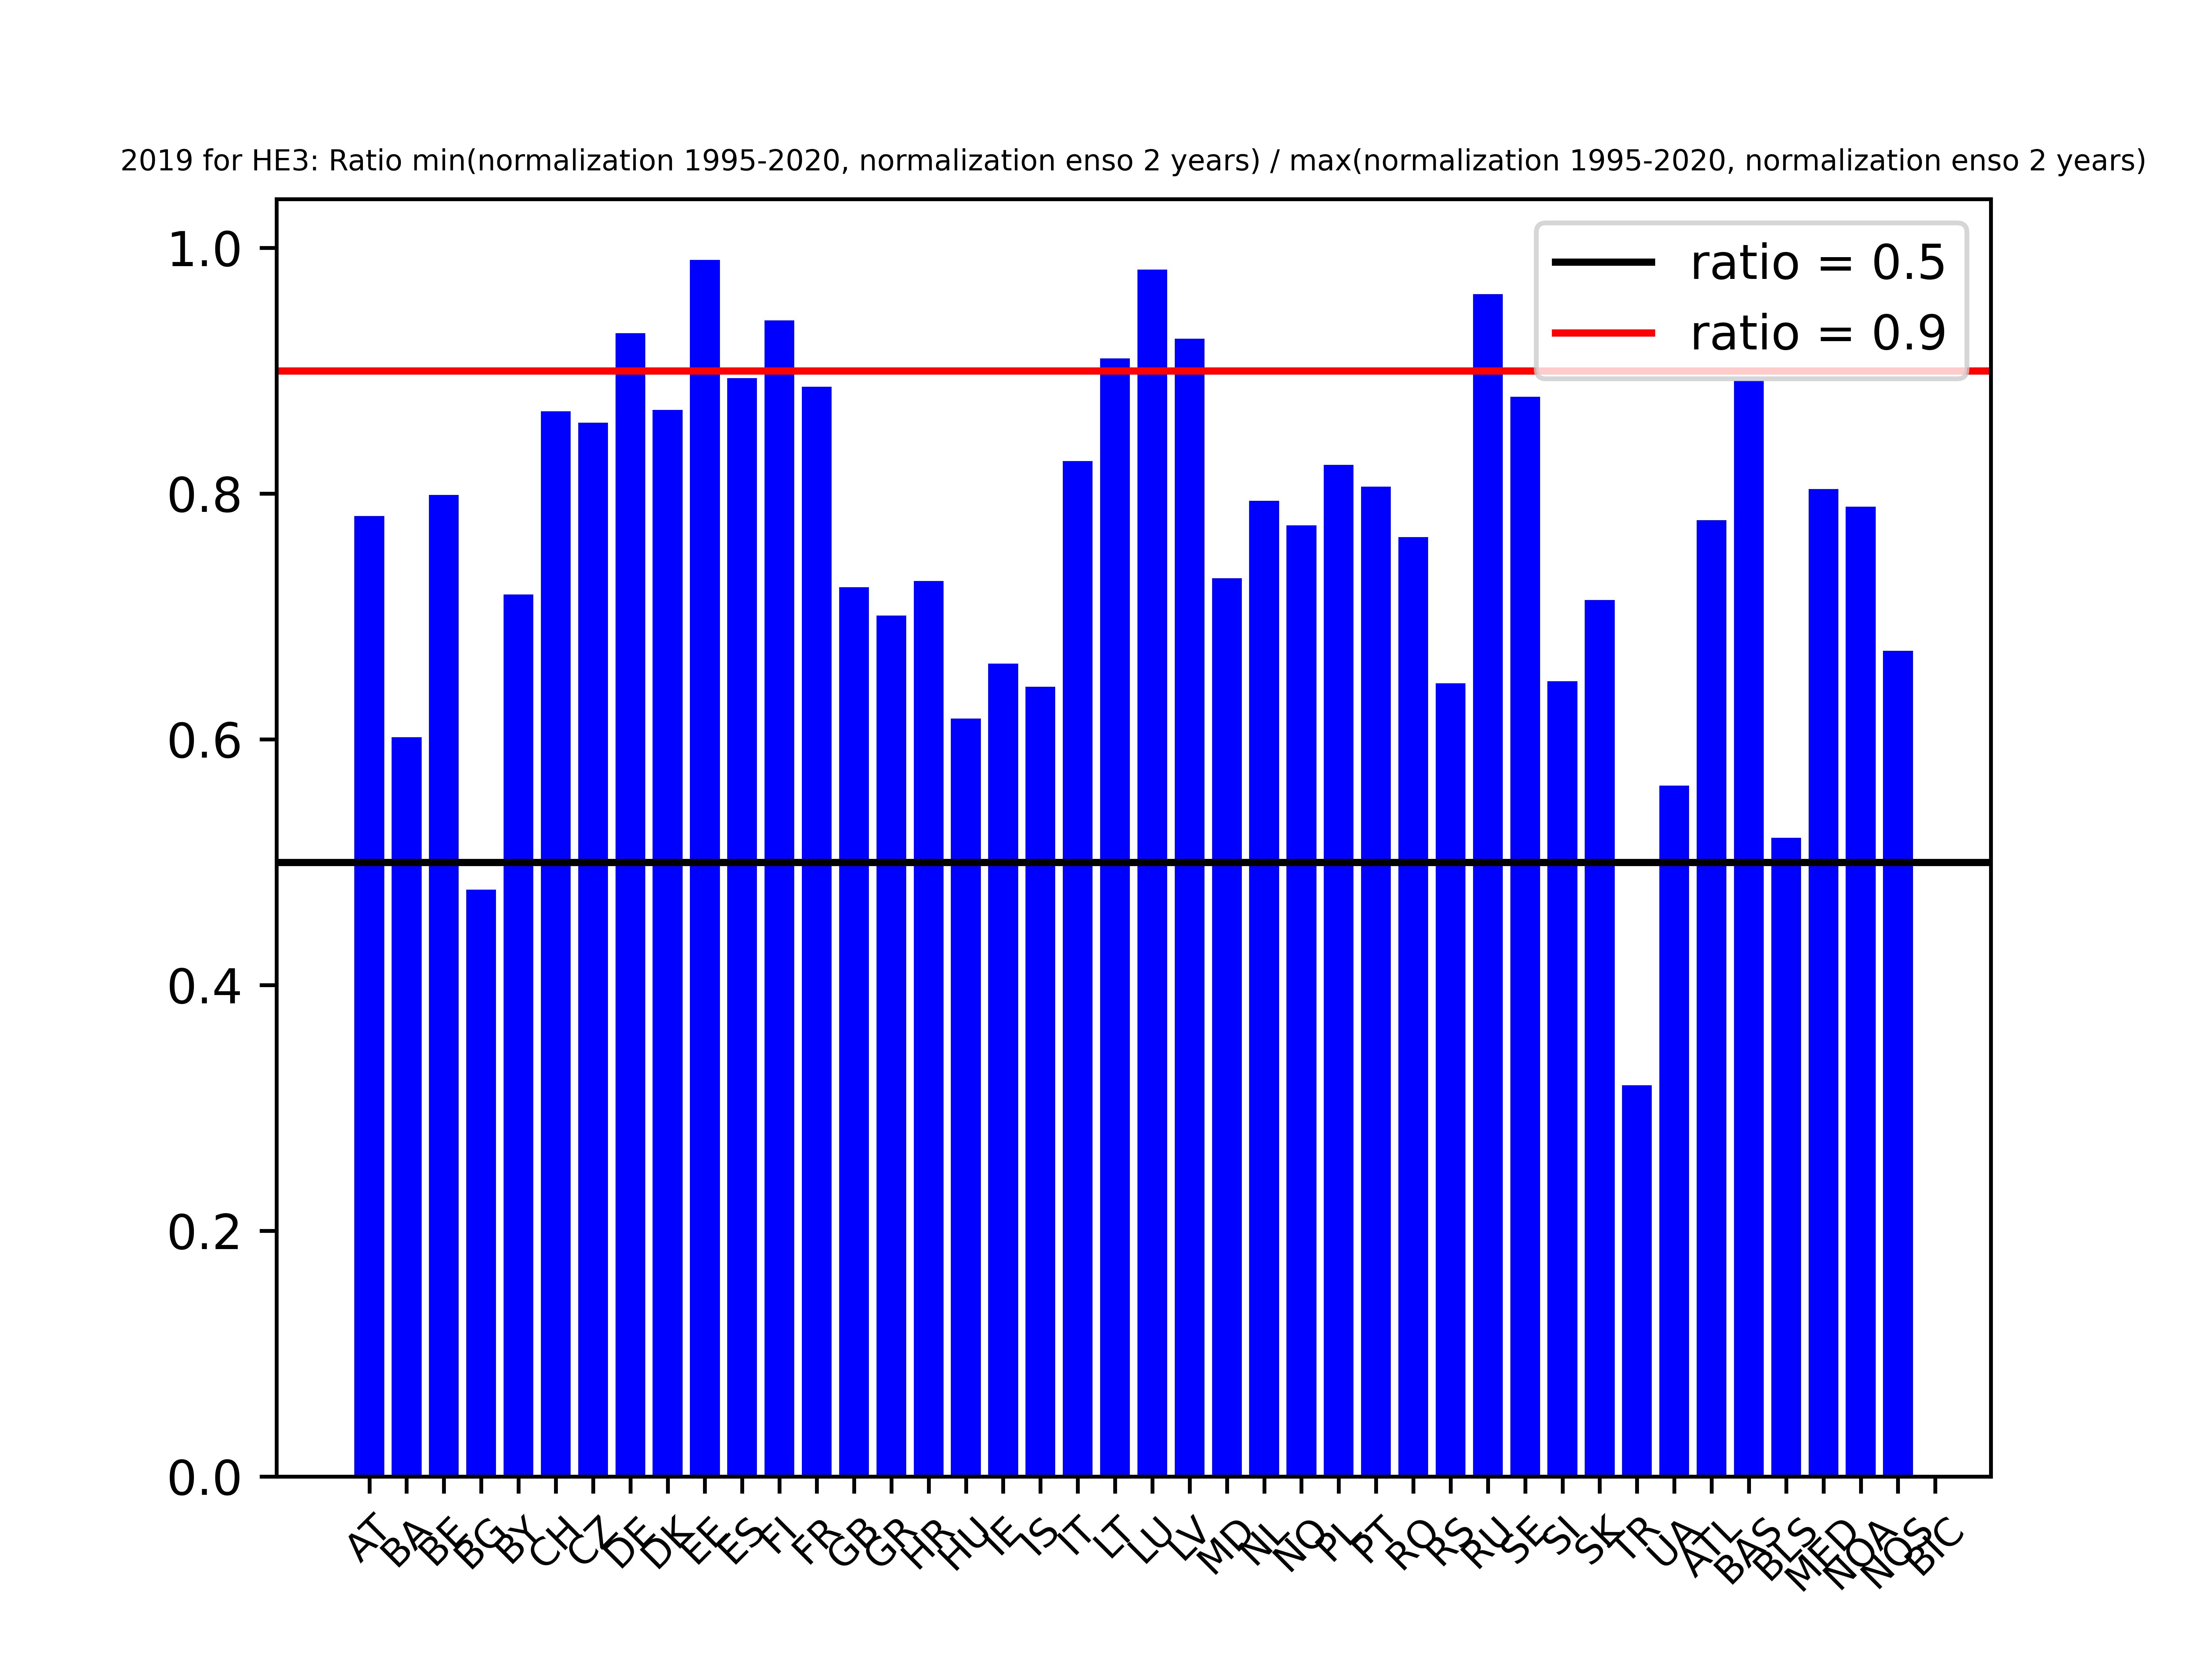 2019 for HE3: Ratio min(normalization 1995-2020, normalization enso 2 years) / max(normalization 1995-2020, normalization enso 2 years)
ratio = 0.5
ratio = 0.9
1.0
0.8
0.6
0.4
0.2
0.0
AT BA BE BG BY CH CZ DE DK EE ES FI FR GB GR HR HU IE IS IT LT LU LV MD NL NO PL PT RO RS RU SE SI SK TR UA ATL BAS BLS MED NOA NOS BIC